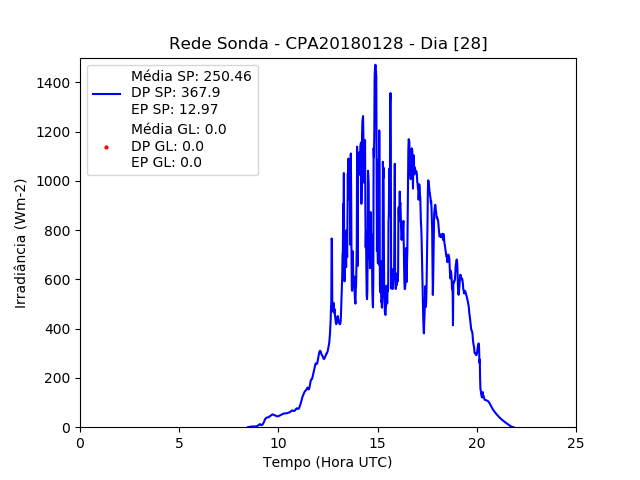 Rede Sonda - CPA20180128 - Dia [28]
Média SP: 250.46
DP SP: 367.9
EP SP: 12.97
Média GL: 0.0
DP GL: 0.0
EP GL: 0.0
Irradiância (Wm-2)
1400
1200
1000
800
600
400
200
0
0 5 10 15 20 25
Tempo (Hora UTC)